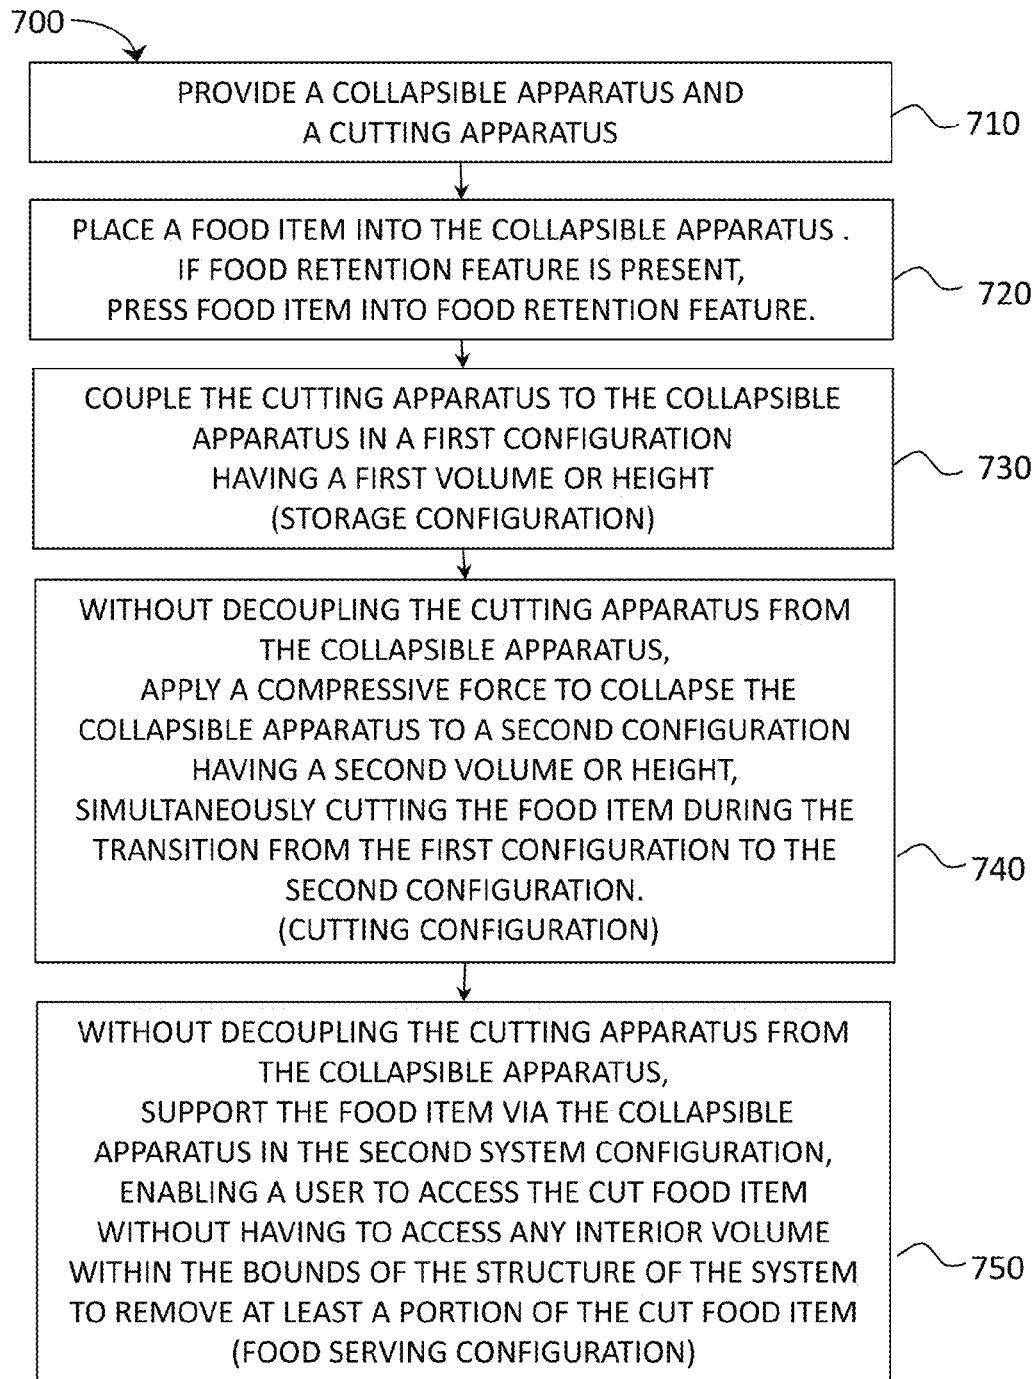 700
PROVIDE A COLLAPSIBLE APPARATUS AND
A CUTTING APPARATUS
710
PLACE A FOOD ITEM INTO THE COLLAPSIBLE APPARATUS .
IF FOOD RETENTION FEATURE IS PRESENT,
PRESS FOOD ITEM INTO FOOD RETENTION FEATURE.
720
COUPLE THE CUTTING APPARATUS TO THE COLLAPSIBLE
APPARATUS IN A FIRST CONFIGURATION
HAVING A FIRST VOLUME OR HEIGHT
(STORAGE CONFIGURATION)
730
WITHOUT DECOUPLING THE CUTTING APPARATUS FROM
THE COLLAPSIBLE APPARATUS,
APPLY A COMPRESSIVE FORCE TO COLLAPSE THE
COLLAPSIBLE APPARATUS TO A SECOND CONFIGURATION
HAVING A SECOND VOLUME OR HEIGHT,
SIMULTANEOUSLY CUTTING THE FOOD ITEM DURING THE
TRANSITION FROM THE FIRST CONFIGURATION TO THE
SECOND CONFIGURATION.
(CUTTING CONFIGURATION)
740
WITHOUT DECOUPLING THE CUTTING APPARATUS FROM
THE COLLAPSIBLE APPARATUS,
SUPPORT THE FOOD ITEM VIA THE COLLAPSIBLE
APPARATUS IN THE SECOND SYSTEM CONFIGURATION,
ENABLING A USER TO ACCESS THE CUT FOOD ITEM
WITHOUT HAVING TO ACCESS ANY INTERIOR VOLUME
WITHIN THE BOUNDS OF THE STRUCTURE OF THE SYSTEM
TO REMOVE AT LEAST A PORTION OF THE CUT FOOD ITEM
(FOOD SERVING CONFIGURATION)
750